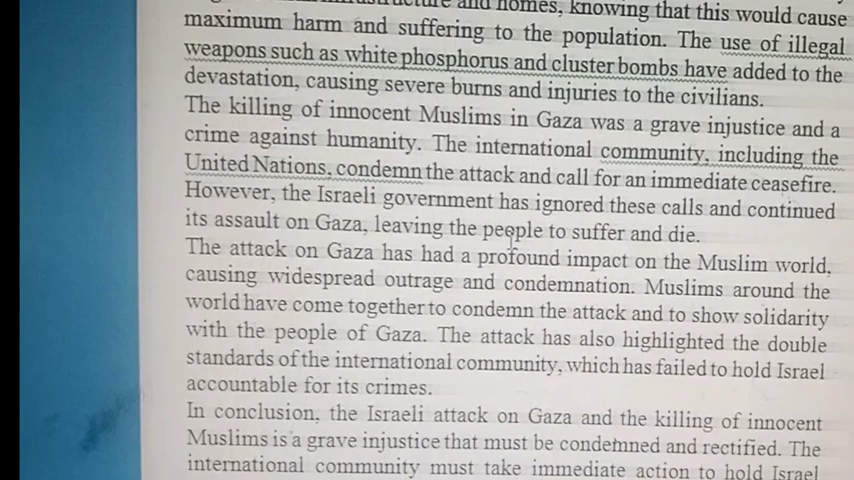 infrastructure and homes, knowing that this would cause
maximum harm and suffering to the population. The use of illegal
weapons such as white phosphorus and cluster bombs have added to the
devastation, causing severe burns and injuries to the civilians.
The killing of innocent Muslims in Gaza was a grave injustice and a
crime against humanity. The international community, including the
United Nations, condemn the attack and call for an immediate ceasefire.
However, the Israeli government has ignored these calls and continued
its assault on Gaza, leaving the people to suffer and die.
The attack on Gaza has had a profound impact on the Muslim world,
causing widespread outrage and condemnation. Muslims around the
world have come together to condemn the attack and to show solidarity
with the people of Gaza. The attack has also highlighted the double
standards of the international community, which has failed to hold Israel
accountable for its crimes.
In conclusion, the Israeli attack on Gaza and the killing of innocent
Muslims is a grave injustice that must be condemned and rectified. The
international community must take immediate action to hold Israel